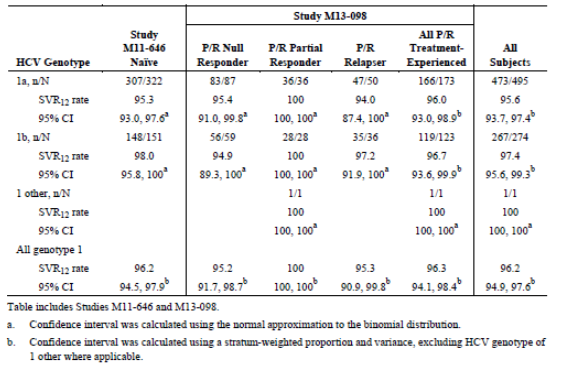 Study M13-098
Study M11-646 Naïve
P/R Null Responder
P/R Partial Responder
P/R Relapser
All P/R Treatment-Experienced
All Subjects
HCV Genotype
1a, n/N 307/322 83/87 36/36 47/50 166/173 473/495
SVR12 rate 95.3 95.4 100 94.0 96.0 95.6
95% CI 93.0, 97.6a 91.0, 99.8a 100, 100a 87.4, 100a 93.0, 98.9b 93.7, 97.4b
1b, n/N 148/151 56/59 28/28 35/36 119/123 267/274
SVR12 rate 98.0 94.9 100 97.2 96.7 97.4
95% CI 95.8, 100a 89.3, 100a 100, 100a 91.9, 100a 93.6, 99.9b 95.6, 99.3b
1 other, n/N 1/1 1/1 1/1
SVR12 rate 100 100 100
95% CI 100, 100a 100, 100a 100, 100a
All genotype 1
SVR12 rate 96.2 95.2 100 95.3 96.3 96.2
95% CI 94.5, 97.9b 91.7, 98.7b 100, 100b 90.9, 99.8b 94.1, 98.4b 94.9, 97.6b
Table includes Studies M11-646 and M13-098.
a. Confidence interval was calculated using the normal approximation to the binomial distribution.
b. Confidence interval was calculated using a stratum-weighted proportion and variance, excluding HCV genotype of
1 other where applicable.